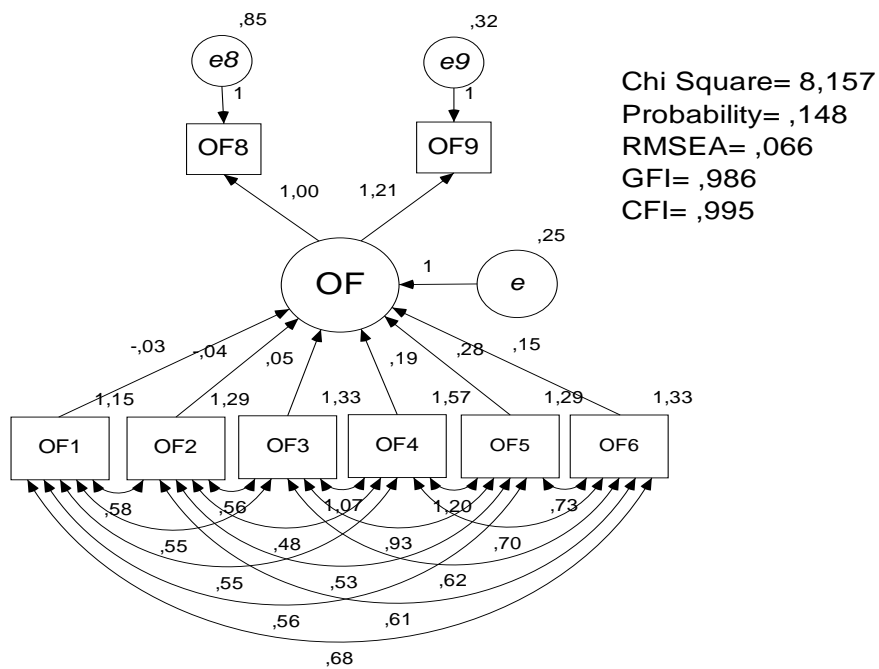 ,85
,32
e8
e9
1
1
Chi Square= 8,157
Probability= ,148
RMSEA= ,066
GFI= ,986
CFI= ,995
OF8
OF9
1,00
1,21
,25
OF
1
e
-,03
-,04
,05
,19
,28
,15
1,15
1,29
1,33
1,57
1,29
1,33
OF1
OF2
OF3
OF4
OF5
OF6
,58
,56
1,07
1,20
,73
,55
,48
,93
,70
,55
,53
,62
,56
,61
,68